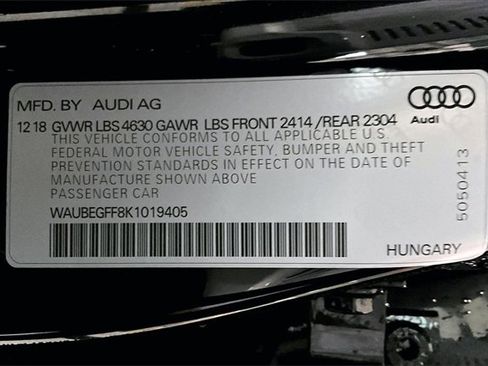 MFD. BY AUDI AG
12 18 GVWR LBS 4630 GAWR LBS FRONT 2414 /REAR 2304
THIS VEHICLE CONFORMS TO ALL APPLICABLE U.S.
FEDERAL MOTOR VEHICLE SAFETY, BUMPER AND THEFT
PREVENTION STANDARDS IN EFFECT ON THE DATE OF
MANUFACTURE SHOWN ABOVE
PASSENGER CAR
WAUBEGFF8K1019405
Audi
5050413
HUNGARY